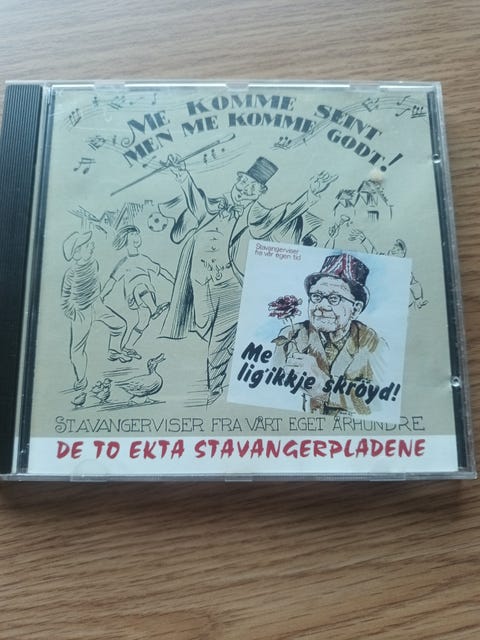 ME KOMME SEINT
MEN ME KOMME GODT!
Stavangerviser
fra vår egen tid
Me
lig'ikkje skrøyd!
STAVANGERVISER FRA VÅRT EGET ÅRHUNDRE
DE TO EKTA STAVANGERPLADENE